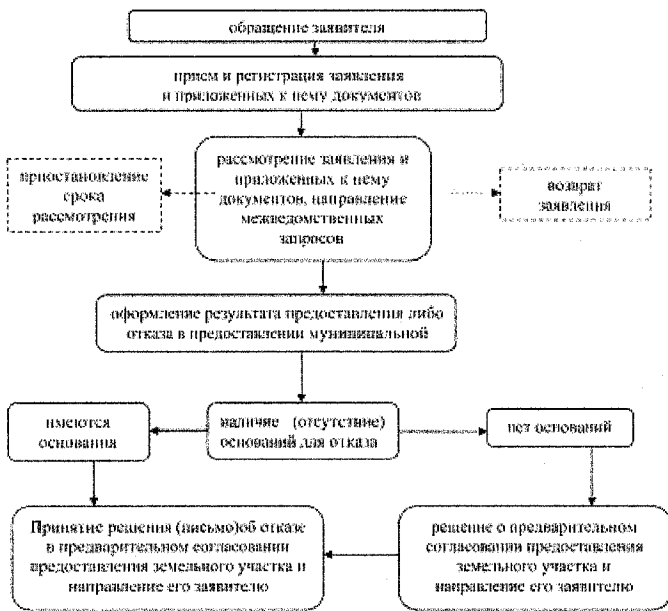 обращение заявителя
прием и регистрация заявления
и приложенных к нему документов
рассмотрение заявления и
приложенных к нему
документов, направление
межведомственных
запросов
приостановление
срока
рассмотрения
возврат
заявления
оформление результата предоставления либо
отказа в предоставлении муниципальной
имеются
основания
наличие (отсутствие)
оснований для отказа
нет оснований
Принятие решения (письмо)об отказе
в предварительном согласовании
предоставления земельного участка и
направление его заявителю
решение о предварительном
согласовании предоставления
земельного участка и
направление его заявителю